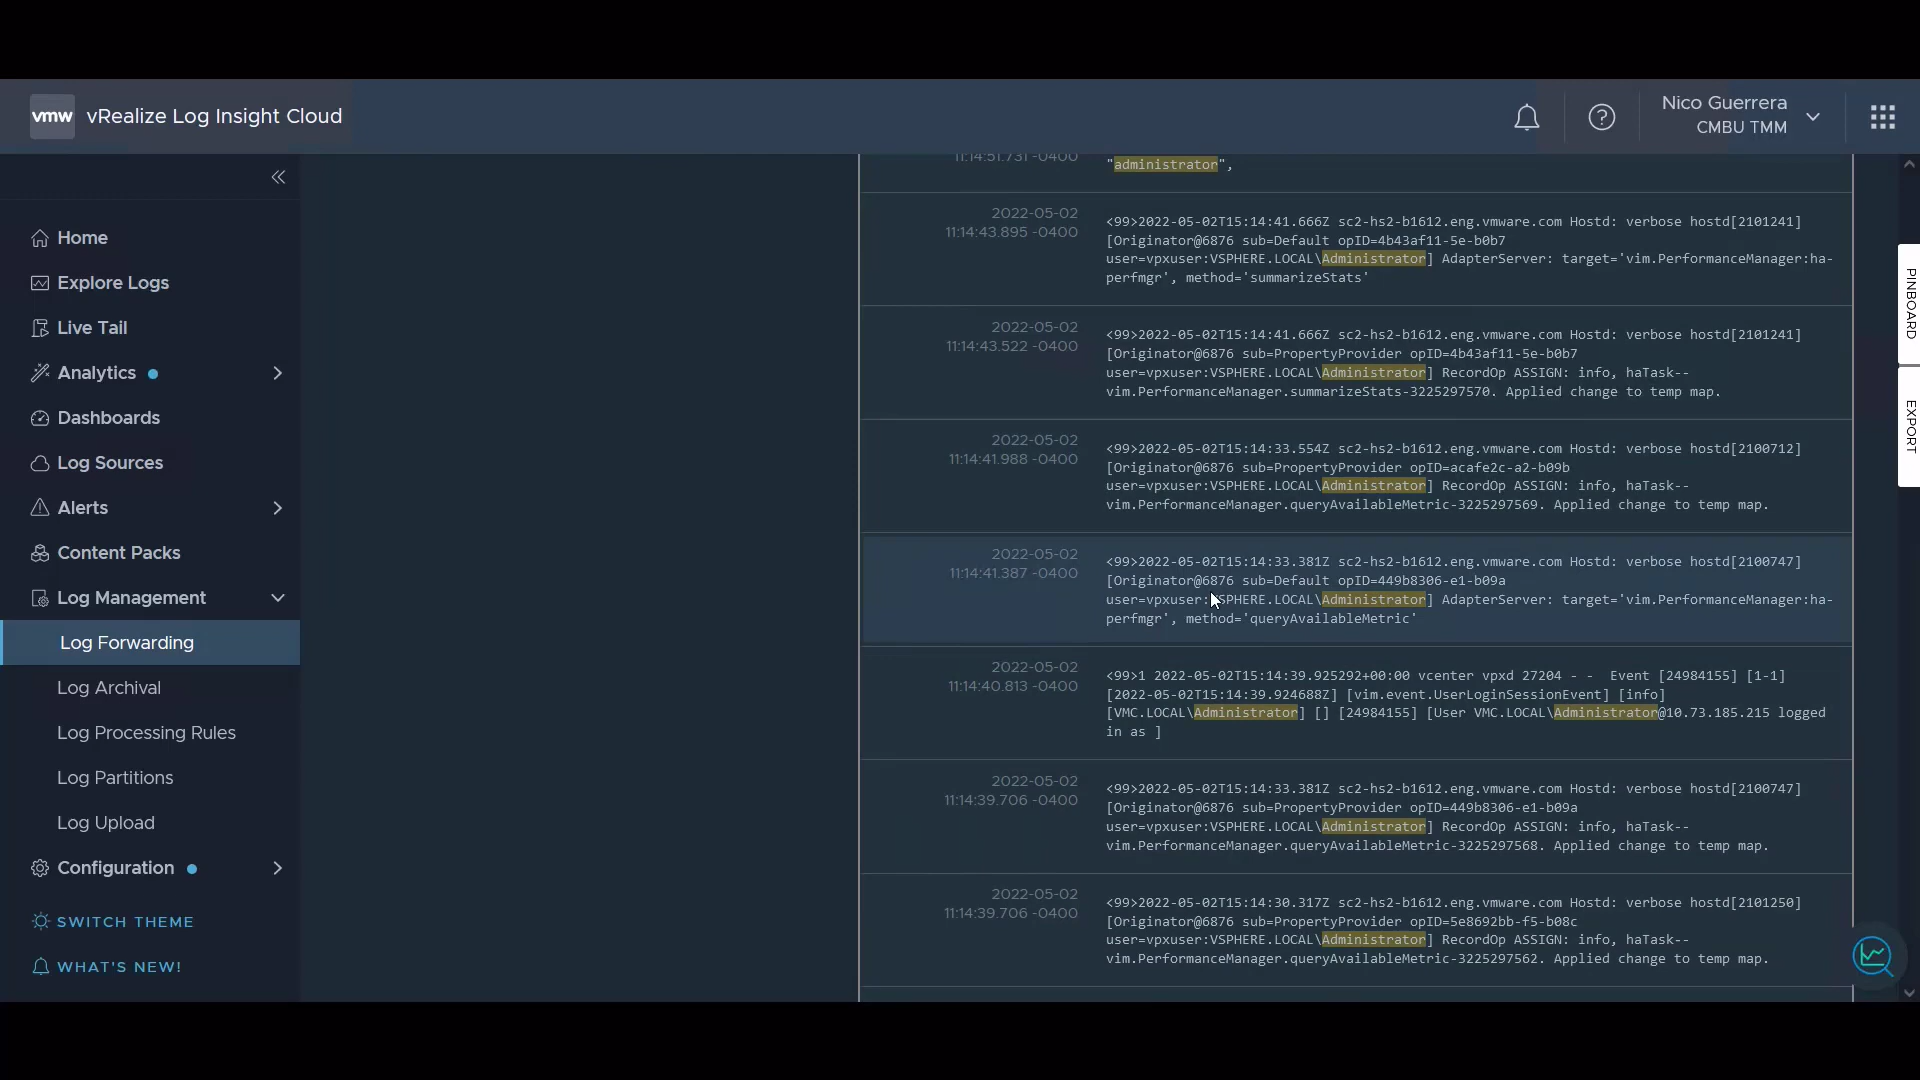 vmw vRealize Log Insight Cloud
Nico Guerrera
CMBU TMM
Home
Explore Logs
Live Tail
Analytics
Dashboards
Log Sources
Alerts
Content Packs
Log Management
Log Forwarding
Log Archival
Log Processing Rules
Log Partitions
Log Upload
Configuration
SWITCH THEME
WHAT'S NEW!
11:14:51.731 -0400
"administrator",
2022-05-02
11:14:43.895 -0400
<99>2022-05-02T15:14:41.666Z sc2-hs2-b1612.eng.vmware.com Hostd: verbose hostd[2101241]
[Originator@6876 sub=Default opID=4b43af11-5e-b0b7
user=vpxuser:VSPHERE.LOCAL\Administrator] AdapterServer: target='vim.PerformanceManager:ha-
perfmgr', method='summarizeStats'
2022-05-02
11:14:43.522 -0400
<99>2022-05-02T15:14:41.666Z sc2-hs2-b1612.eng.vmware.com Hostd: verbose hostd[2101241]
[Originator@6876 sub=PropertyProvider opID=4b43af11-5e-b0b7
user=vpxuser:VSPHERE.LOCAL\Administrator] RecordOp ASSIGN: info, haTask--
vim.PerformanceManager.summarizeStats-3225297570. Applied change to temp map.
2022-05-02
11:14:41.988 -0400
<99>2022-05-02T15:14:33.554Z sc2-hs2-b1612.eng.vmware.com Hostd: verbose hostd[2100712]
[Originator@6876 sub=PropertyProvider opID=acafe2c-a2-b09b
user=vpxuser:VSPHERE.LOCAL\Administrator] RecordOp ASSIGN: info, haTask--
vim.PerformanceManager.queryAvailableMetric-3225297569. Applied change to temp map.
2022-05-02
11:14:41.387 -0400
<99>2022-05-02T15:14:33.381Z sc2-hs2-b1612.eng.vmware.com Hostd: verbose hostd[2100747]
[Originator@6876 sub=Default opID=449b8306-e1-b09a
user=vpxuser:VSPHERE.LOCAL\Administrator] AdapterServer: target='vim.PerformanceManager:ha-
perfmgr', method='queryAvailableMetric'
2022-05-02
11:14:40.813 -0400
<99>1 2022-05-02T15:14:39.925292+00:00 vcenter vpxd 27204 - -  Event [24984155] [1-1]
[2022-05-02T15:14:39.924688Z] [vim.event.UserLoginSessionEvent] [info]
[VMC.LOCAL\Administrator] [] [24984155] [User VMC.LOCAL\Administrator@10.73.185.215 logged
in as ]
2022-05-02
11:14:39.706 -0400
<99>2022-05-02T15:14:33.381Z sc2-hs2-b1612.eng.vmware.com Hostd: verbose hostd[2100747]
[Originator@6876 sub=PropertyProvider opID=449b8306-e1-b09a
user=vpxuser:VSPHERE.LOCAL\Administrator] RecordOp ASSIGN: info, haTask--
vim.PerformanceManager.queryAvailableMetric-3225297568. Applied change to temp map.
2022-05-02
11:14:39.706 -0400
<99>2022-05-02T15:14:30.317Z sc2-hs2-b1612.eng.vmware.com Hostd: verbose hostd[2101250]
[Originator@6876 sub=PropertyProvider opID=5e8692bb-f5-b08c
user=vpxuser:VSPHERE.LOCAL\Administrator] RecordOp ASSIGN: info, haTask--
vim.PerformanceManager.queryAvailableMetric-3225297562. Applied change to temp map.
PINBOARD
EXPORT